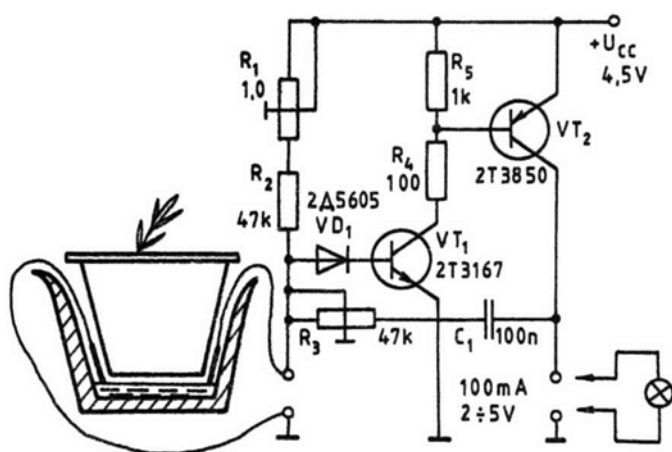 R1
1,0
R5
1k
+UCC
4,5V
VT2
R4
100
2T3850
R2
47k
2Д5605
VD1
VT1
2T3167
R3
47k
C1
100n
100mA
2÷5V